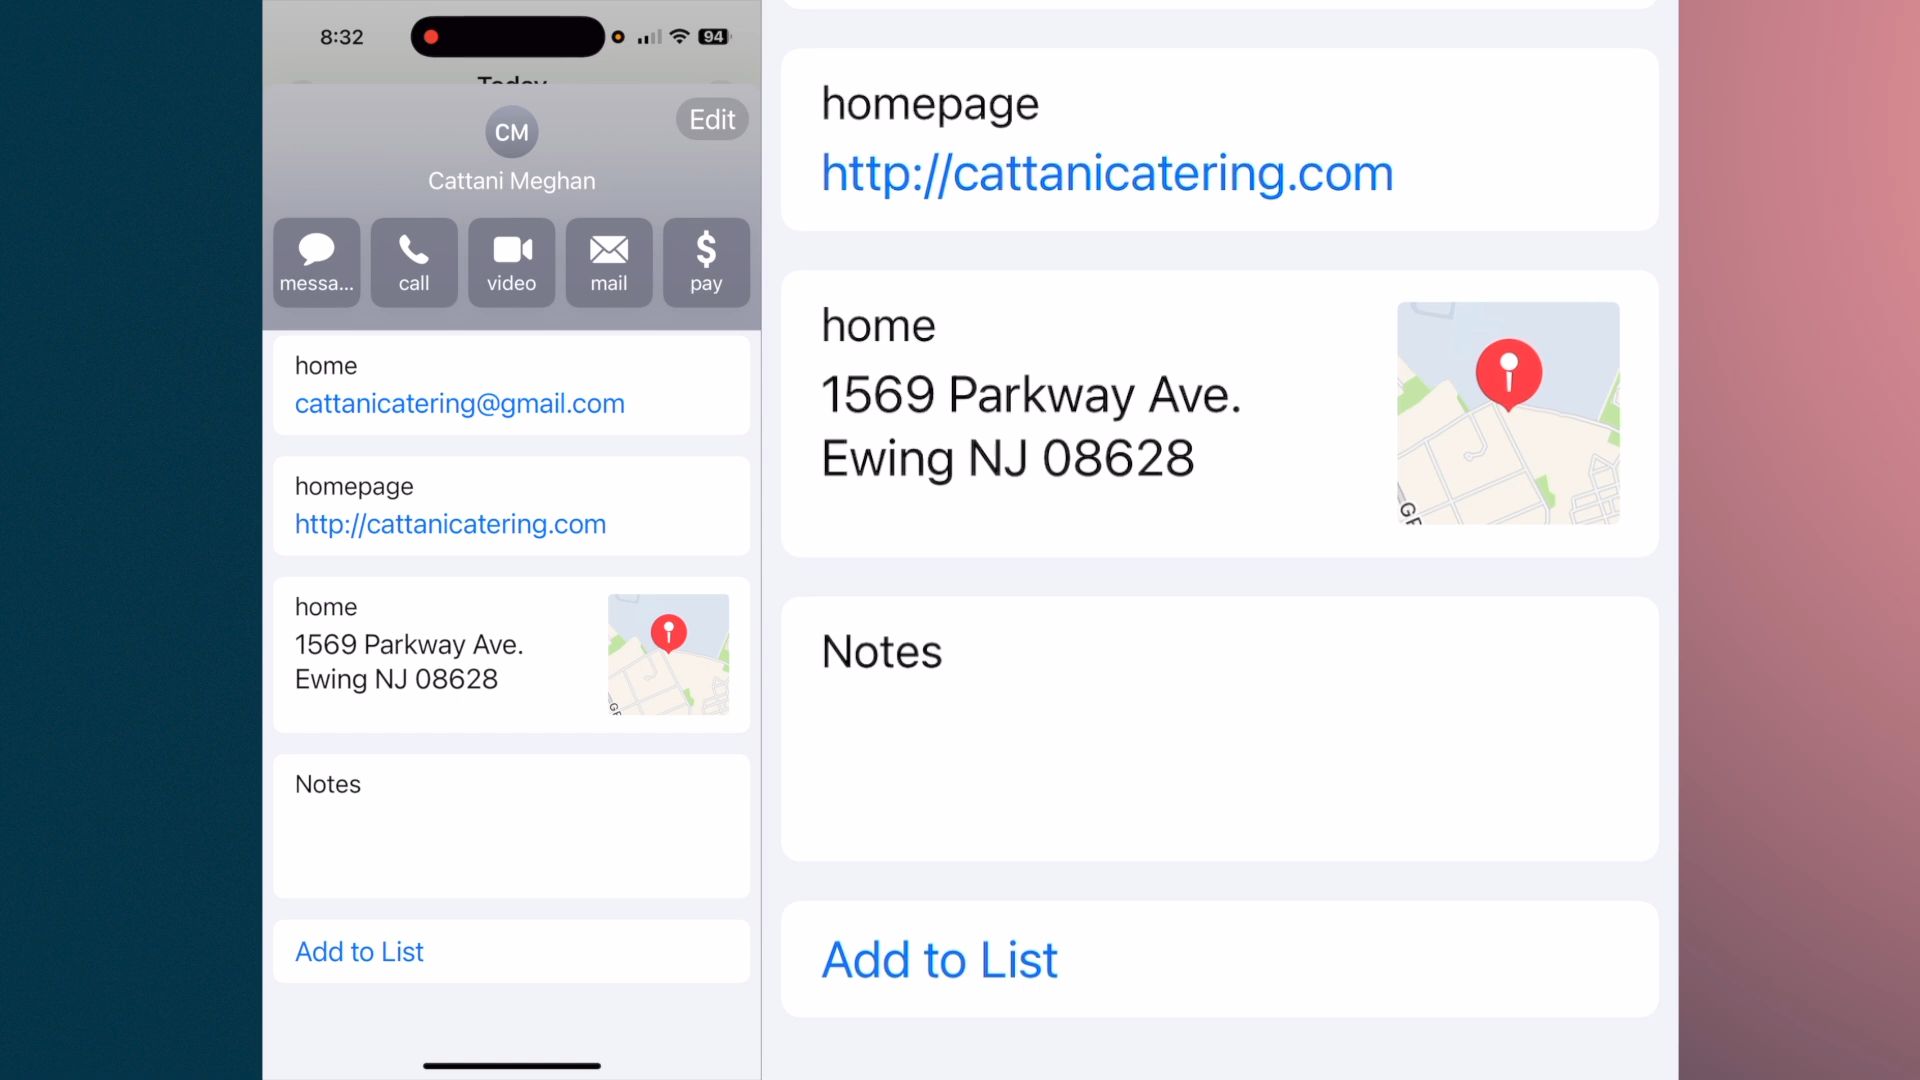 8:32
94
Today
Edit
CM
Cattani Meghan
messa...
call
video
mail
pay
home
cattanicatering@gmail.com
homepage
http://cattanicatering.com
home
1569 Parkway Ave.
Ewing NJ 08628
Notes
Add to List
homepage
http://cattanicatering.com
home
1569 Parkway Ave.
Ewing NJ 08628
Notes
Add to List